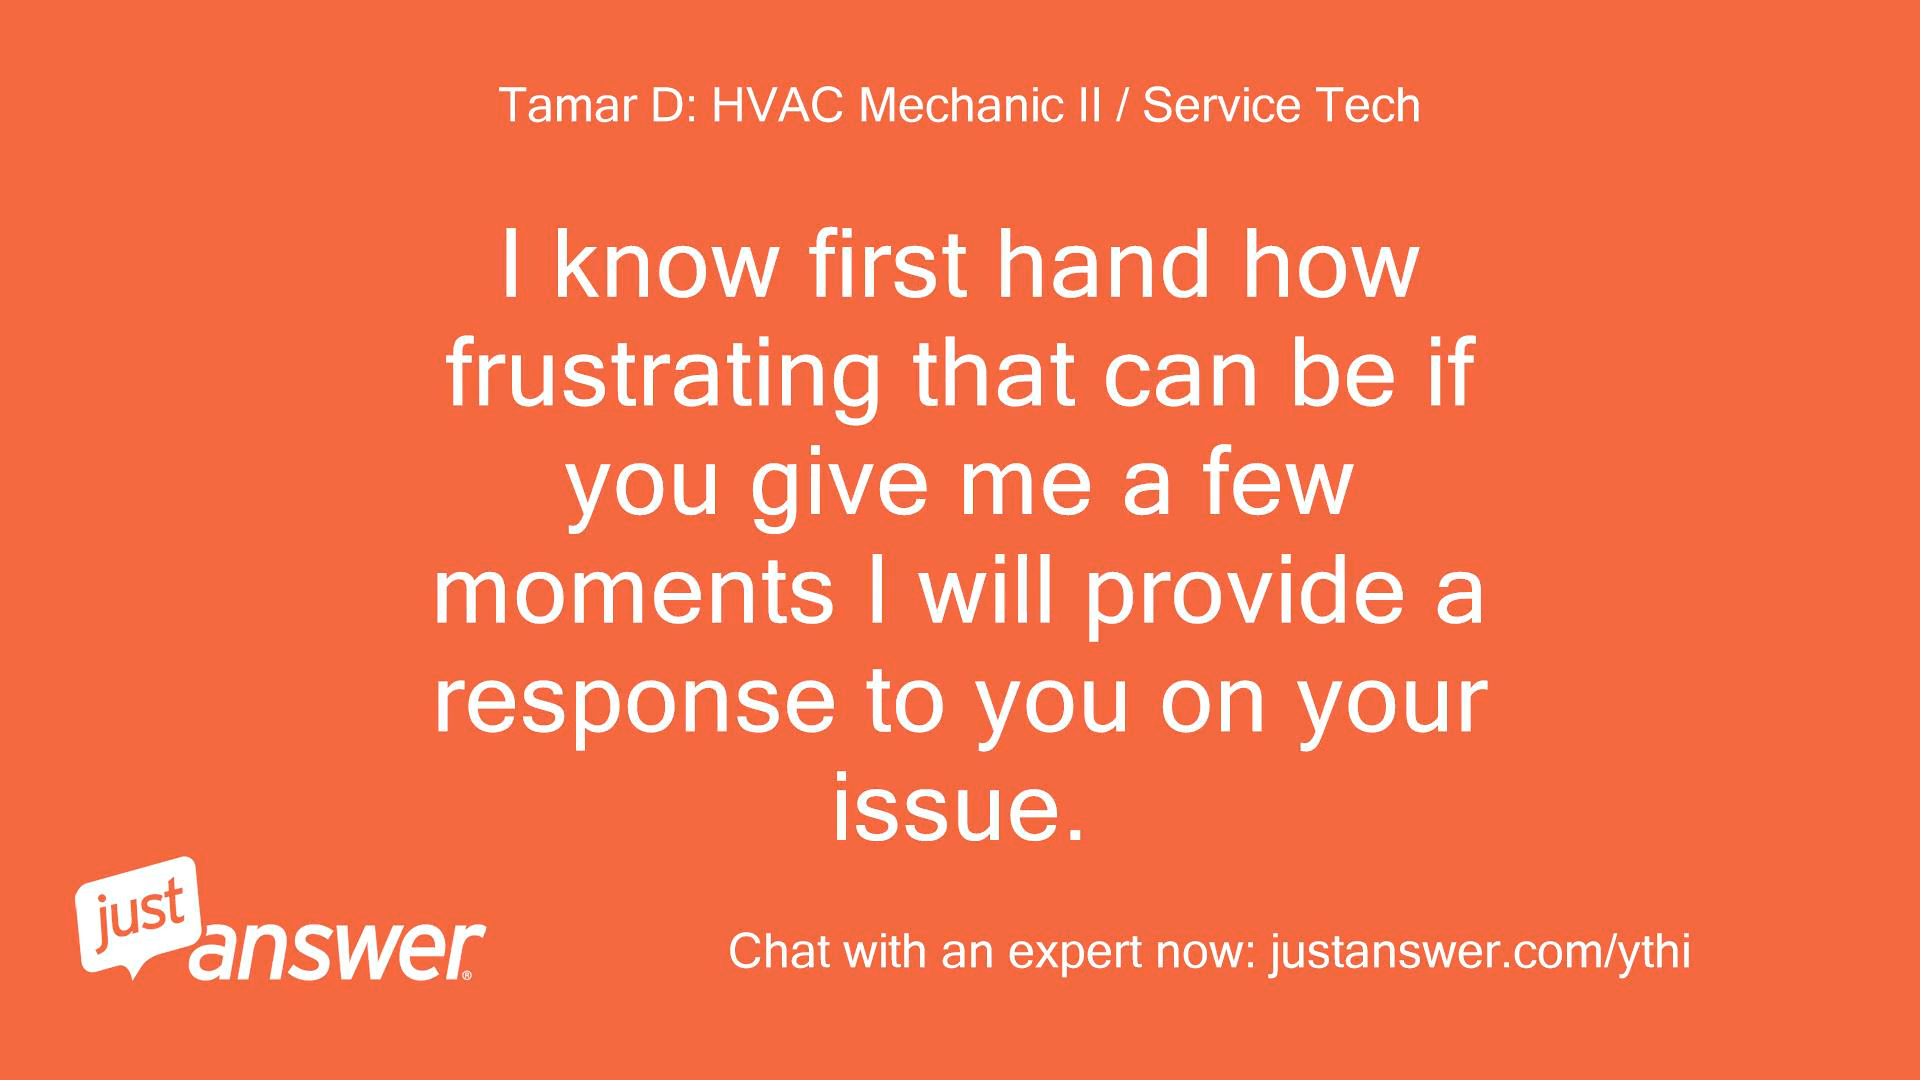 Tamar D: HVAC Mechanic II / Service Tech
I know first hand how
frustrating that can be if
you give me a few
moments I will provide a
response to you on your
issue.
just
answer®
Chat with an expert now: justanswer.com/ythi